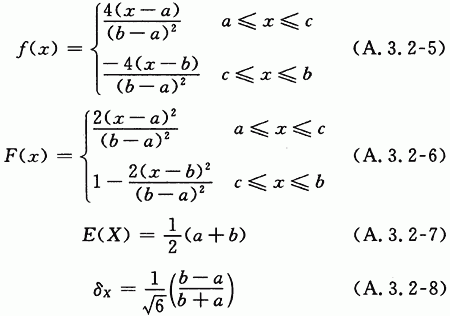 f(x) = { 4(x−a)/(b−a)² a⩽x⩽c
−4(x−b)/(b−a)² c⩽x⩽b (A.3.2-5)
F(x) = { 2(x−a)²/(b−a)² a⩽x⩽c
1−2(x−b)²/(b−a)² c⩽x⩽b (A.3.2-6)
E(X) = 1/2(a+b) (A.3.2-7)
δ_X = 1/√6((b−a)/(b+a)) (A.3.2-8)